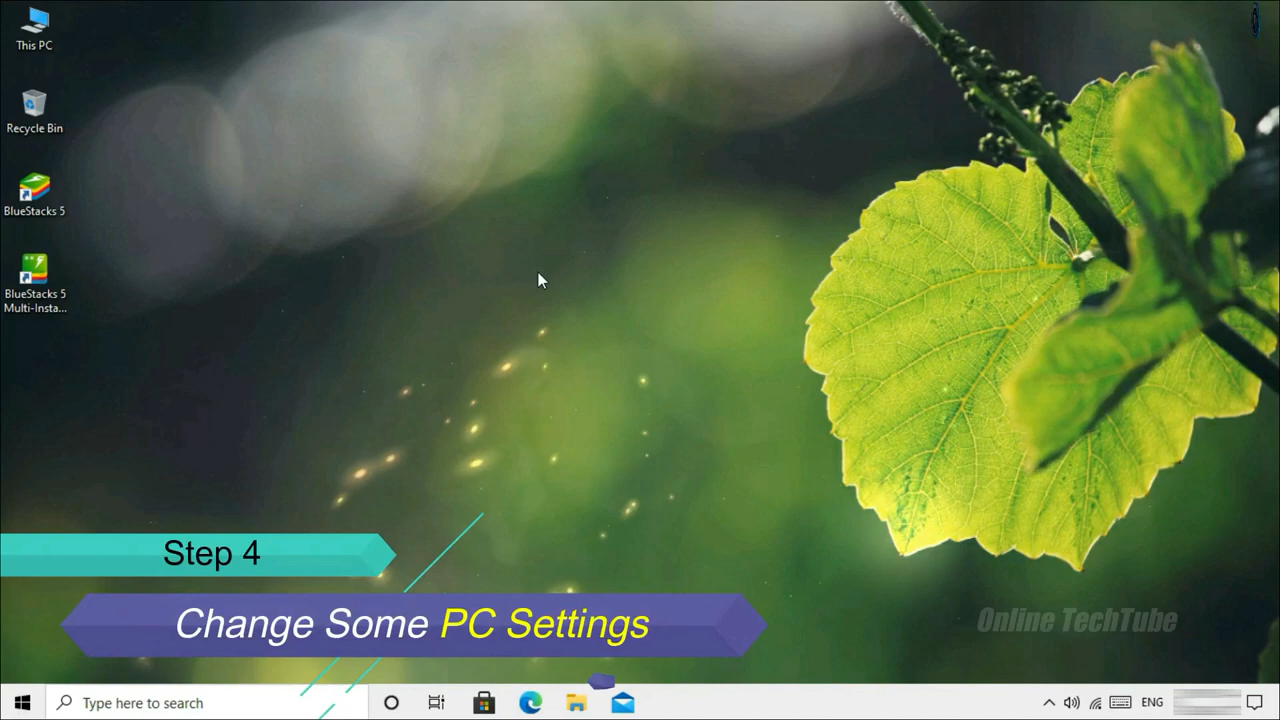 This PC
Recycle Bin
BlueStacks 5
BlueStacks 5
Multi-Insta...
Step 4
Change Some PC Settings
Online TechTube
Type here to search
ENG